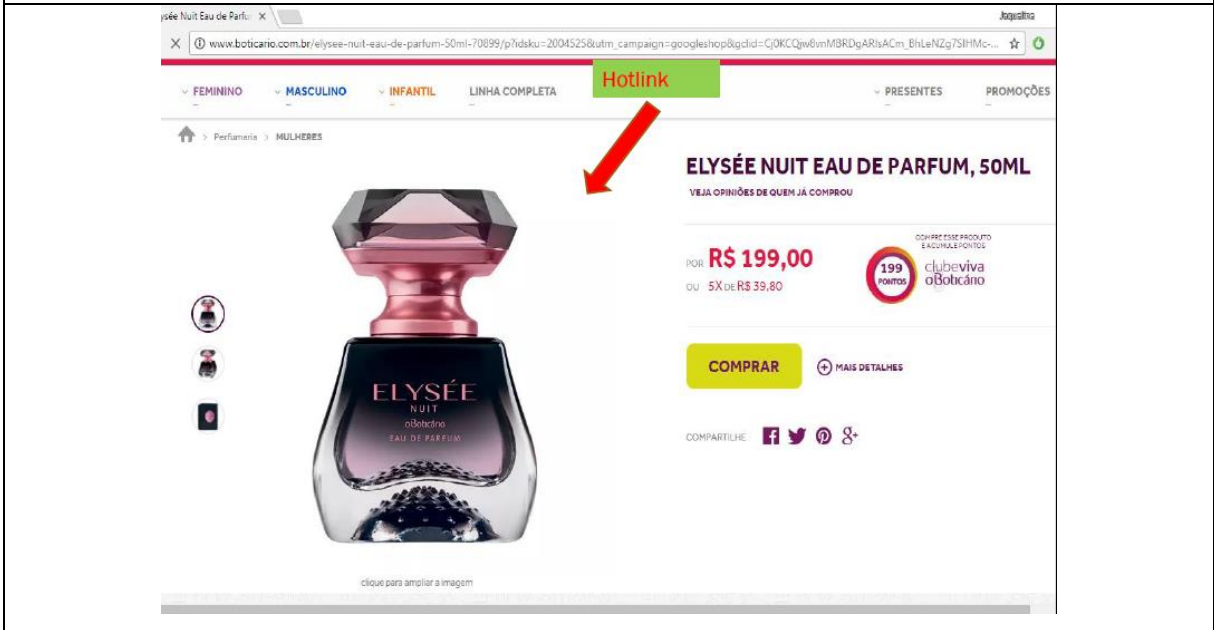 ysée Nuit Eau de Parfu
Jaqueline
www.boticario.com.br/elysee-nuit-eau-de-parfum-50ml-70899/p?idsku=2004525&utm_campaign=googleshop&gclid=
Hotlink
FEMININO MASCULINO INFANTIL LINHA COMPLETA PRESENTES PROMOÇÕES
> Perfumaria > MULHERES
ELYSÉE NUIT EAU DE PARFUM, 50ML
VEJA OPINIÕES DE QUEM JÁ COMPROU
COMPRE ESSE PRODUTO
E ACUMULE PONTOS
POR R$ 199,00
199
PONTOS
clubeviva
oBoticário
OU 5X DE R$ 39,80
ELYSÉE
NUIT
oBoticário
EAU DE PARFUM
COMPRAR
MAIS DETALHES
COMPARTILHE
clique para ampliar a imagem